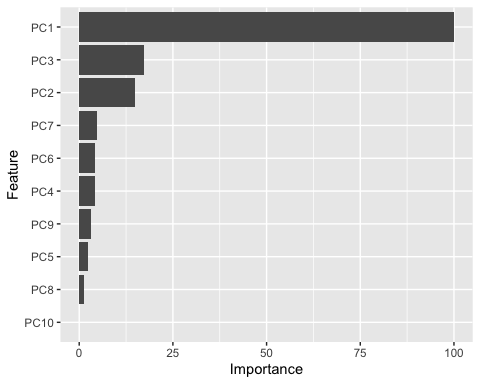 PC1
PC3
PC2
PC7
PC6
PC4
PC9
PC5
PC8
PC10
Feature
0 25 50 75 100
Importance